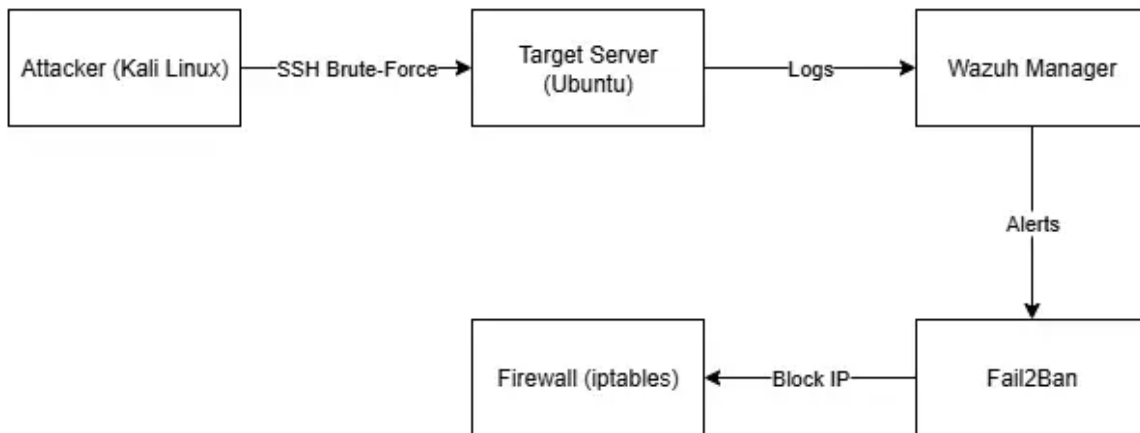 Attacker (Kali Linux)
SSH Brute-Force
Target Server
(Ubuntu)
Logs
Wazuh Manager
Alerts
Firewall (iptables)
Block IP
Fail2Ban